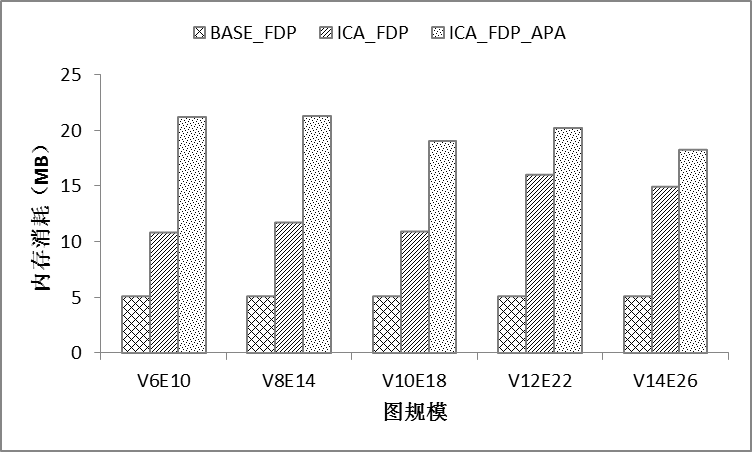 BASE_FDP ICA_FDP ICA_FDP_APA
25
20
15
10
5
0
内存消耗（MB）
V6E10 V8E14 V10E18 V12E22 V14E26
图规模